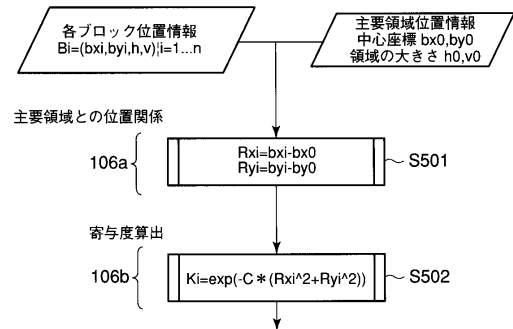 各ブロック位置情報
Bi=(bxi,byi,h,v)¦i=1...n
主要領域位置情報
中心座標 bx0,by0
領域の大きさ h0,v0
主要領域との位置関係
106a
Rxi=bxi-bx0
Ryi=byi-by0
S501
寄与度算出
106b
Ki=exp(-C*(Rxi^2+Ryi^2))
S502